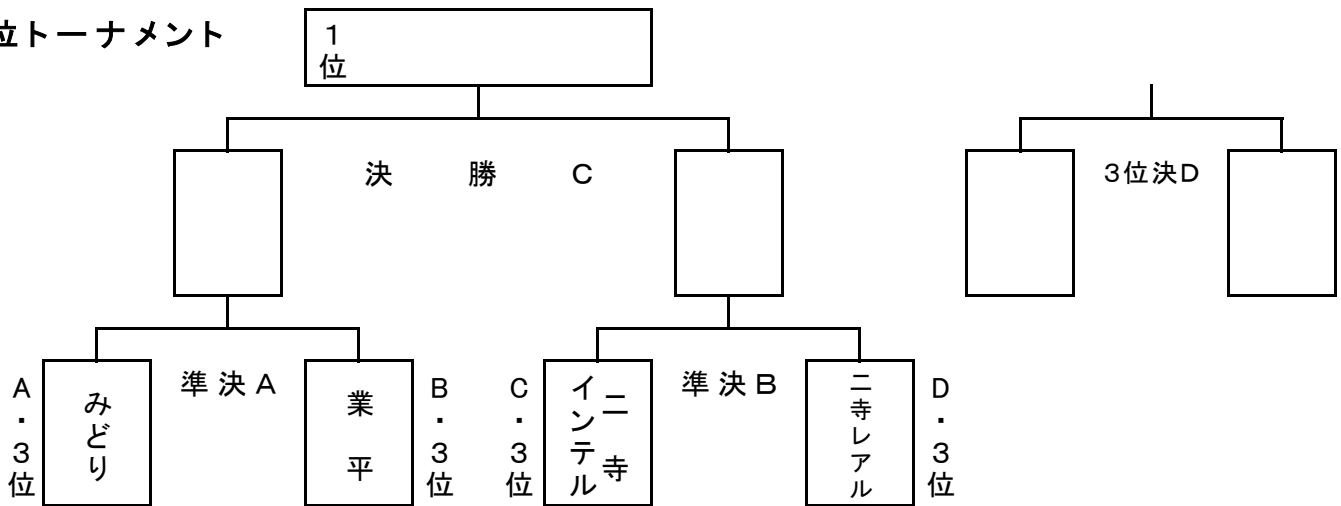 位トーナメント
1位
決勝C
3位決D
準決A
準決B
A・3位
みどり
業平
B・3位
C・3位
二寺
インテル
二寺レアル
D・3位